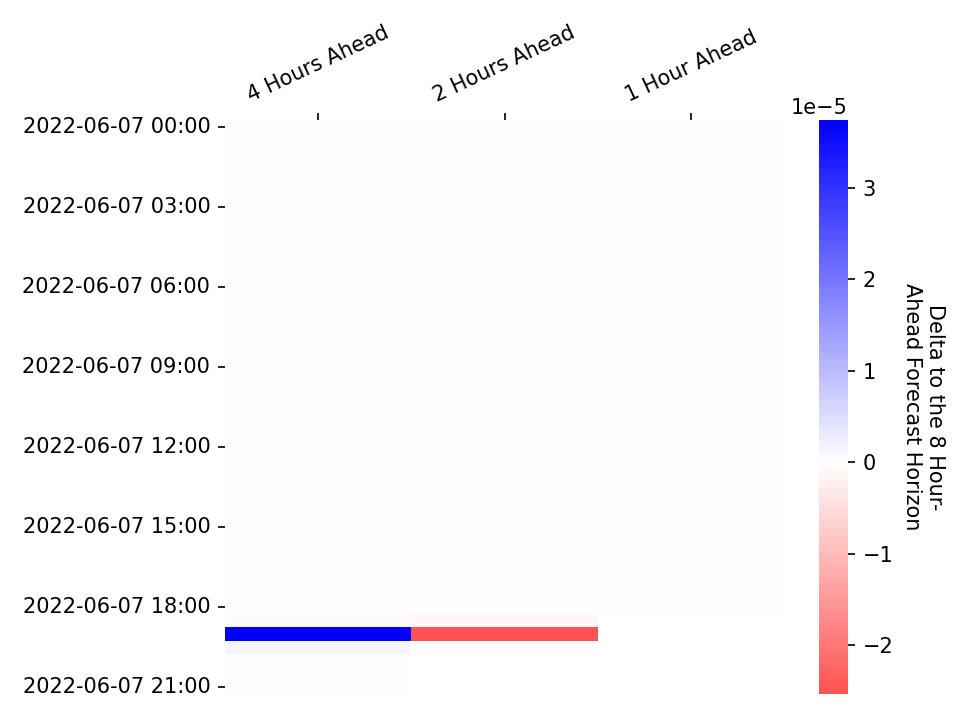 4 Hours Ahead
2 Hours Ahead
1 Hour Ahead
1e−5
2022-06-07 00:00
2022-06-07 03:00
2022-06-07 06:00
2022-06-07 09:00
2022-06-07 12:00
2022-06-07 15:00
2022-06-07 18:00
2022-06-07 21:00
3
2
1
0
−1
−2
Delta to the 8 Hour-
Ahead Forecast Horizon